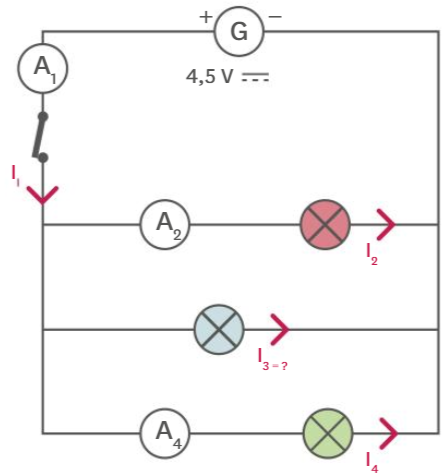 + G −
A₁
4,5 V
I₁
A₂
I₂
I₃ = ?
A₄
I₄